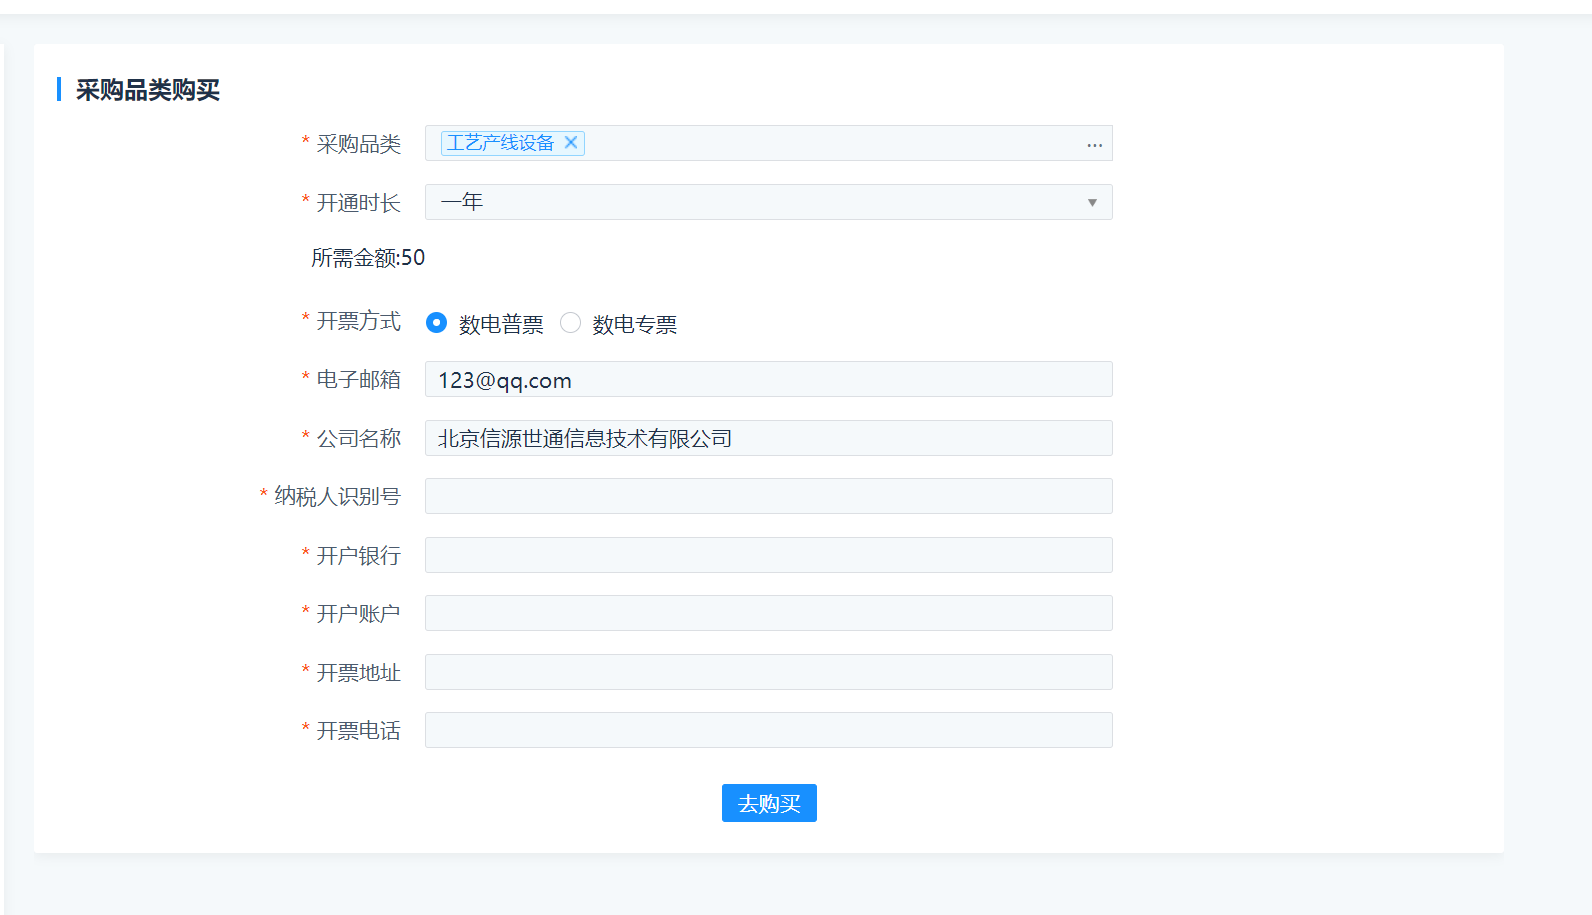 采购品类购买
* 采购品类 工艺产线设备 ✕ ...
* 开通时长 一年 ▼
所需金额:50
* 开票方式 数电普票 数电专票
* 电子邮箱 123@qq.com
* 公司名称 北京信源世通信息技术有限公司
* 纳税人识别号
* 开户银行
* 开户账户
* 开票地址
* 开票电话
去购买